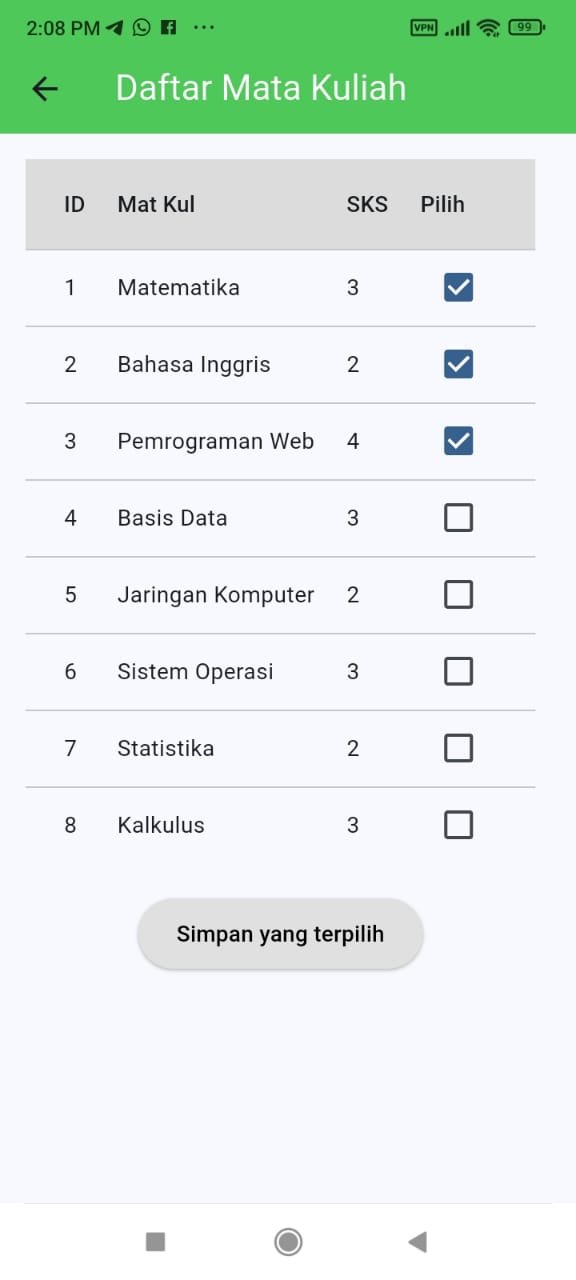 2:08 PM VPN 99
Daftar Mata Kuliah
ID Mat Kul SKS Pilih
1 Matematika 3
2 Bahasa Inggris 2
3 Pemrograman Web 4
4 Basis Data 3
5 Jaringan Komputer 2
6 Sistem Operasi 3
7 Statistika 2
8 Kalkulus 3
Simpan yang terpilih